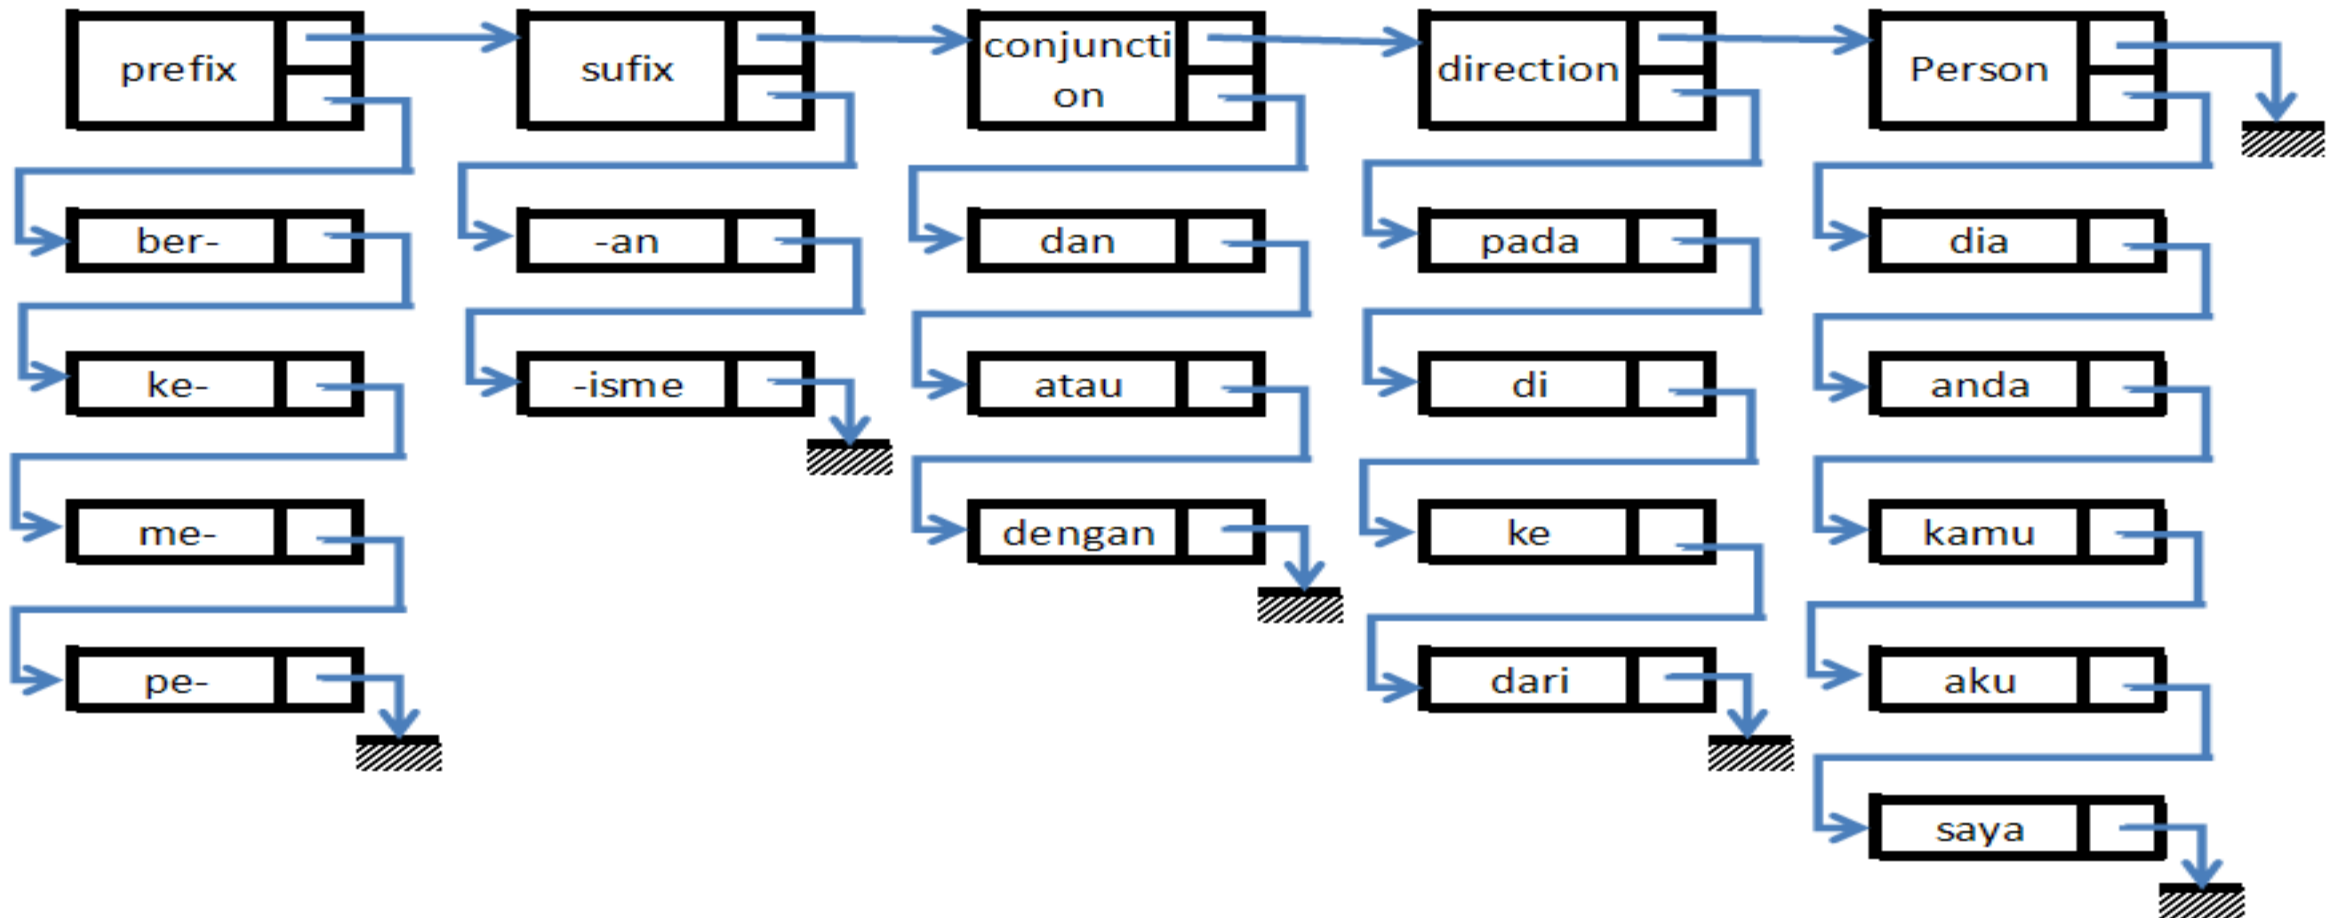 prefix
sufix
conjuncti
on
direction
Person
ber-
-an
dan
pada
dia
ke-
-isme
atau
di
anda
me-
dengan
ke
kamu
pe-
dari
aku
saya